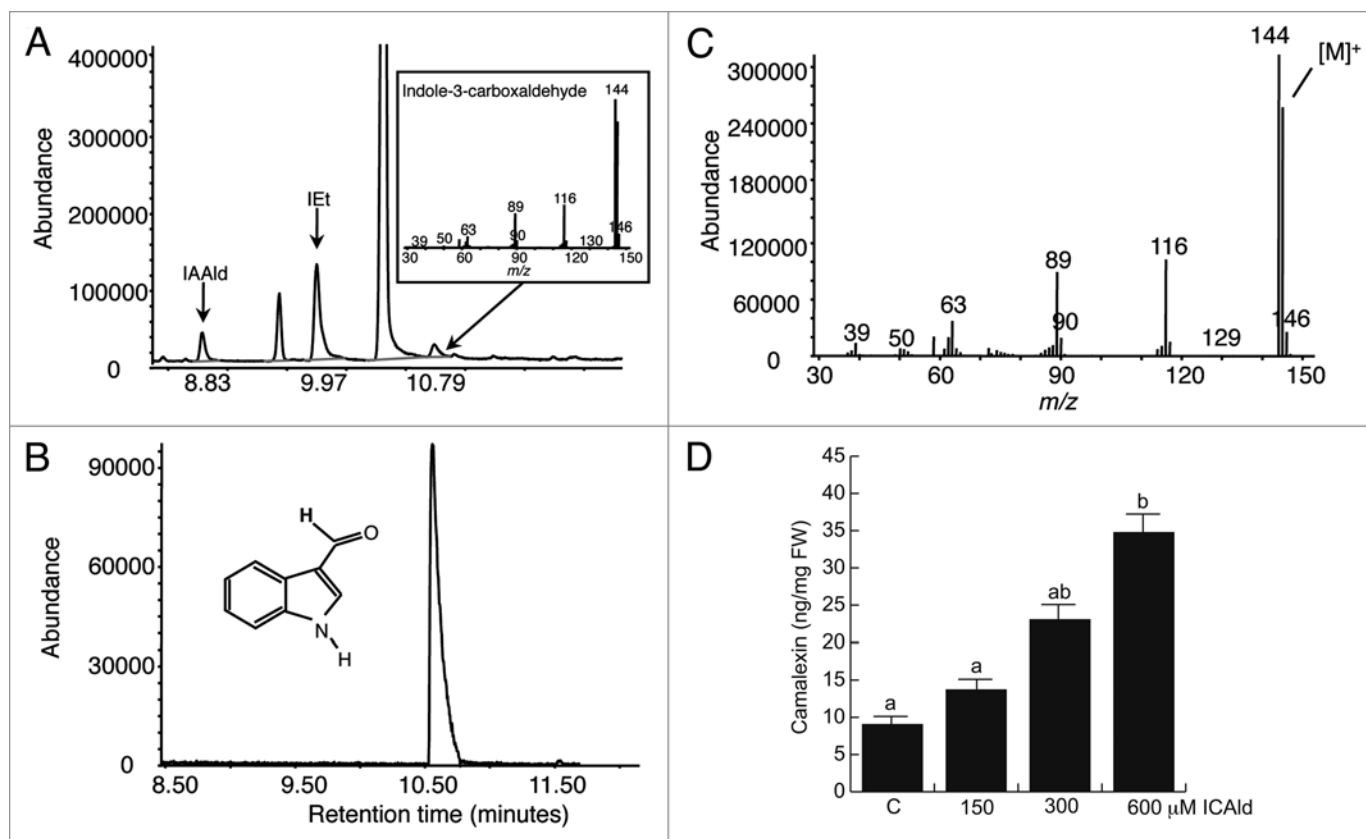 A
Abundance
400000
300000
200000
100000
0
IAAld
IEt
8.83
9.97
10.79
Indole-3-carboxaldehyde
144
116
89
63
50
39
90
130
146
30
60
90
120
150
m/z
B
Abundance
90000
60000
30000
0
H
O
N
H
8.50
9.50
10.50
11.50
Retention time (minutes)
C
Abundance
300000
240000
180000
120000
60000
0
144
[M]+
116
89
90
63
50
39
129
146
30
60
90
120
150
m/z
D
Camalexin (ng/mg FW)
45
40
35
30
25
20
15
10
5
0
a
a
ab
b
C
150
300
600 μM ICAld